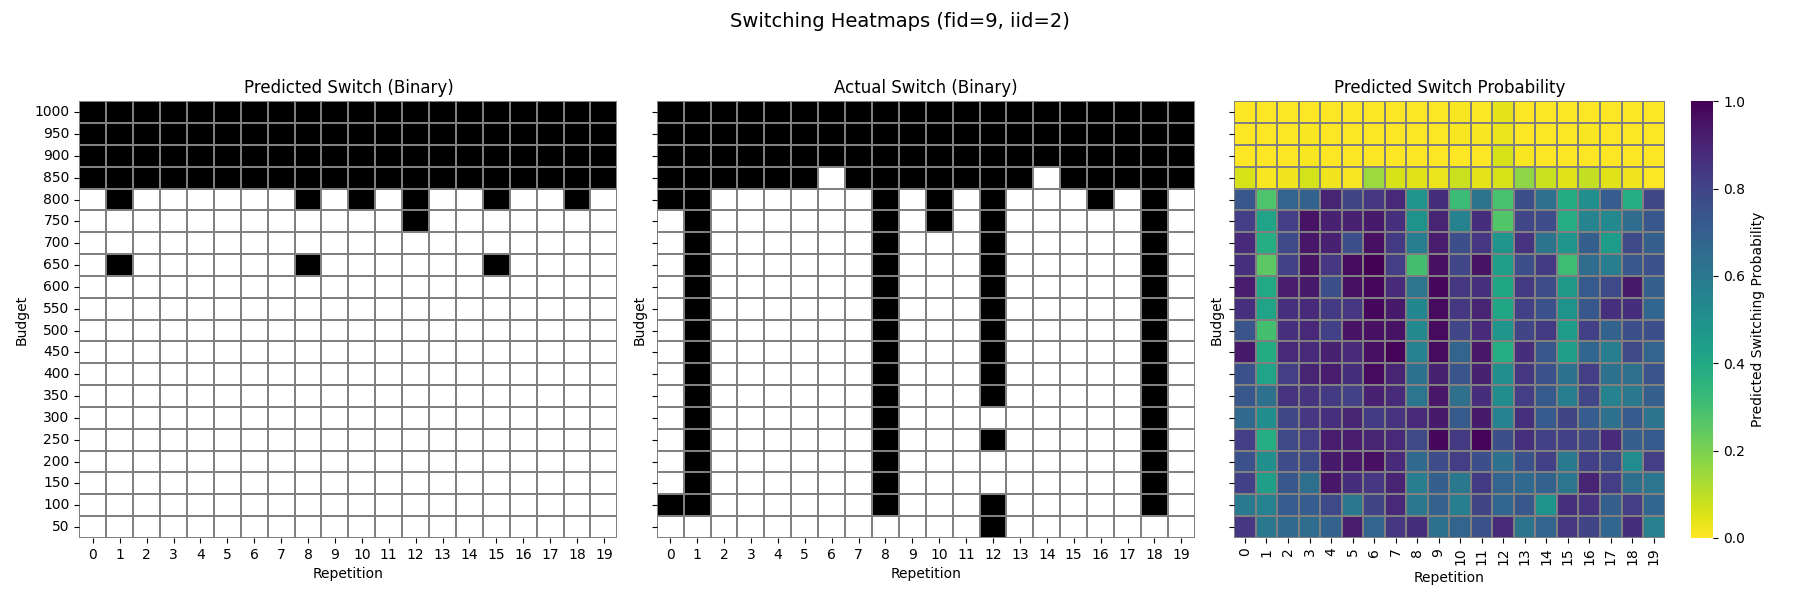 Switching Heatmaps (fid=9, iid=2)
Predicted Switch (Binary)
Budget
1000
950
900
850
800
750
700
650
600
550
500
450
400
350
300
250
200
150
100
50
0 1 2 3 4 5 6 7 8 9 10 11 12 13 14 15 16 17 18 19
Repetition
Actual Switch (Binary)
Budget
0 1 2 3 4 5 6 7 8 9 10 11 12 13 14 15 16 17 18 19
Repetition
Predicted Switch Probability
Budget
0 1 2 3 4 5 6 7 8 9 10 11 12 13 14 15 16 17 18 19
Repetition
1.0
0.8
0.6
0.4
0.2
0.0
Predicted Switching Probability